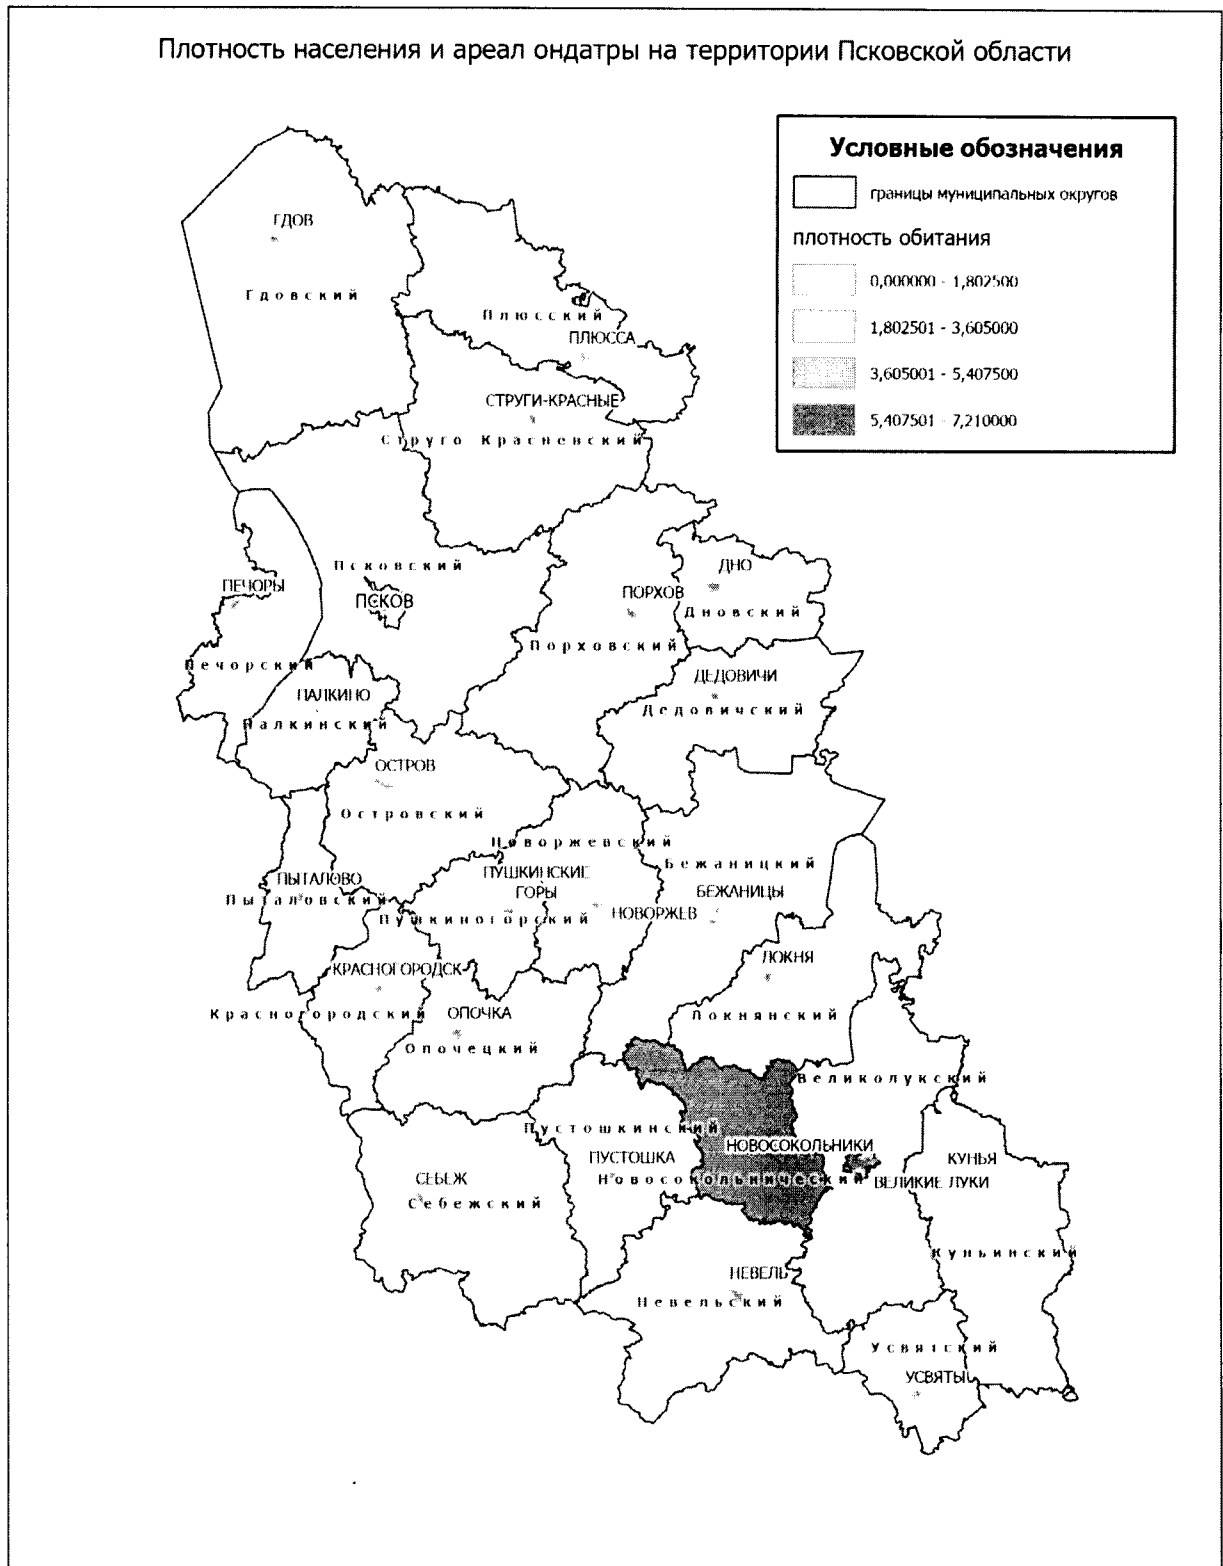 Плотность населения и ареал ондатры на территории Псковской области
Условные обозначения
границы муниципальных округов
плотность обитания
0,000000 - 1,802500
1,802501 - 3,605000
3,605001 - 5,407500
5,407501 - 7,210000
ГДОВ
Гдовский
Плюсский
ПЛЮССА
СТРУГИ-КРАСНЫЕ
Струго Красненский
Псковский
ПСКОВ
ПЕЧОРЫ
Печорский
ДНО
Дновский
ПОРХОВ
Порховский
ДЕДОВИЧИ
Дедовичский
ПАЛКИНО
Палкинский
ОСТРОВ
Островский
Новоржевский
Бежаницкий
БЕЖАНИЦЫ
ПУШКИНСКИЕ
ГОРЫ
НОВОРЖЕВ
Пушкиногорский
ПЫТАЛОВО
Пыталовский
КРАСНОГОРОДСК
Красногородский
ОПОЧКА
Опочецкий
ЛОКНЯ
Локнянский
Великолукский
Пустошкинский
НОВОСОКОЛЬНИКИ
ПУСТОШКА
Новосокольнический
ВЕЛИКИЕ ЛУКИ
КУНЬЯ
СЕБЕЖ
Себежский
Куньинский
НЕВЕЛЬ
Невельский
Усвятский
УСВЯТЫ